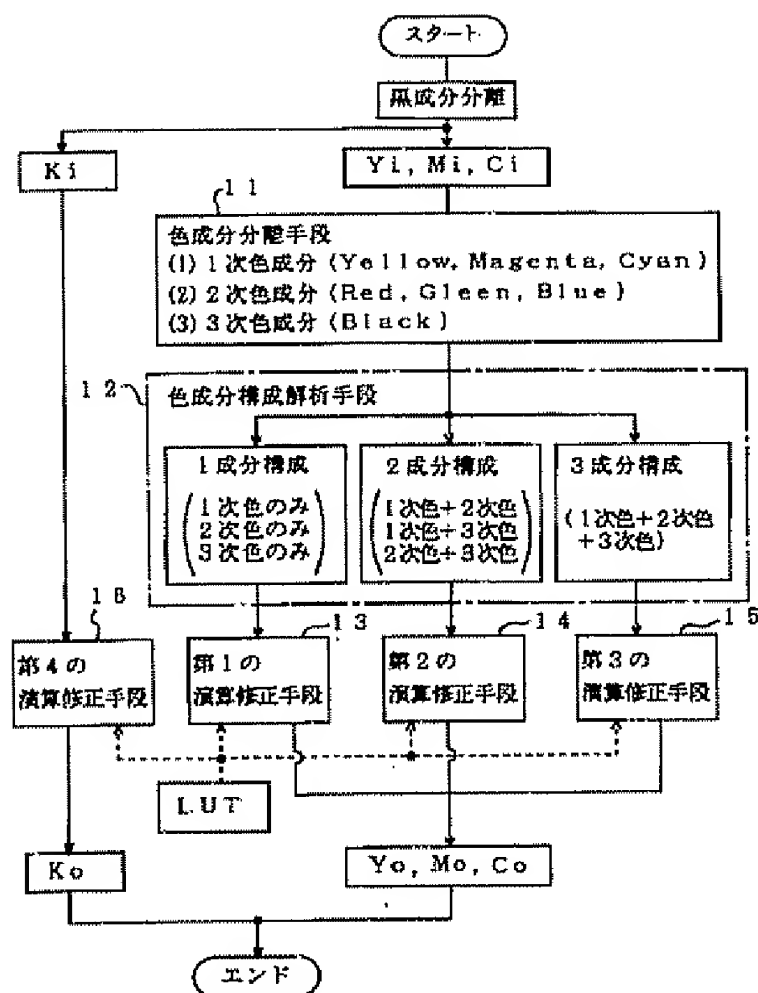 スタート
黒成分分離
Ki
Yi, Mi, Ci
11
色成分分離手段
(1) 1次色成分 (Yellow, Magenta, Cyan)
(2) 2次色成分 (Red, Gleen, Blue)
(3) 3次色成分 (Black)
12
色成分構成解析手段
1成分構成
(1次色のみ
2次色のみ
3次色のみ)
2成分構成
(1次色+2次色
1次色+3次色
2次色+3次色)
3成分構成
(1次色+2次色
+3次色)
16
第4の
演算修正手段
13
第1の
演算修正手段
14
第2の
演算修正手段
15
第3の
演算修正手段
LUT
Ko
Yo, Mo, Co
エンド